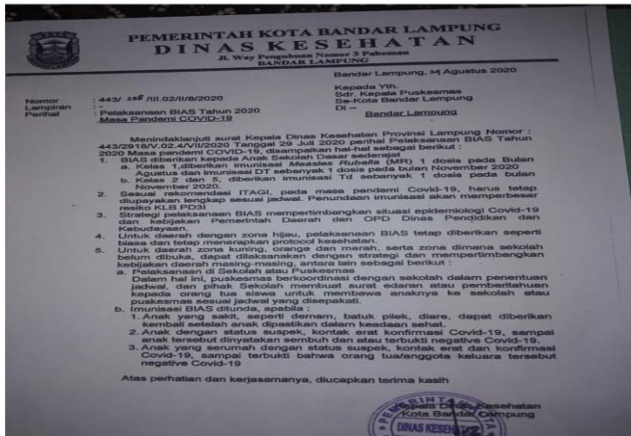 PEMERINTAH KOTA BANDAR LAMPUNG
DINAS KESEHATAN
Jl. Way Pengubuan Nomor 3 Pahoman
BANDAR LAMPUNG
Bandar Lampung, 24 Agustus 2020
Kepada Yth.
Sdr. Kepala Puskesmas
Se-Kota Bandar Lampung
Di –
Bandar Lampung
Nomor : 443/ /III.02/II/8/2020
Lampiran : -
Perihal : Pelaksanaan BIAS Tahun 2020
Masa Pandemi COVID-19
Menindaklanjuti surat Kepala Dinas Kesehatan Provinsi Lampung Nomor :
443/2916/V.02.4/VII/2020 Tanggal 29 Juli 2020 perihal Pelaksanaan BIAS Tahun
2020 Masa pendemi COVID-19, disampaikan hal-hal sebagai berikut :
1. BIAS diberikan kepada Anak Sekolah Dasar sederajat
a. Kelas 1,diberikan imunisasi Measles Rubella (MR) 1 dosis pada Bulan
Agustus dan imunisasi DT sebanyak 1 dosis pada bulan November 2020
b. Kelas 2 dan 5, diberikan imunisasi Td sebanyak 1 dosis pada bulan
November 2020.
2. Sesuai rekomendasi ITAGI, pada masa pandemi Covid-19, harus tetap
diupayakan lengkap sesuai jadwal. Penundaan imunisasi akan memperbesar
resiko KLB PD3I
3. Strategi pelaksanaan BIAS mempertimbangkan situasi epidemiologi Covid-19
dan kebijakan Pemerintah Daerah dan OPD Dinas Pendidikan dan
Kebudayaan.
4. Untuk daerah dengan zona hijau, pelaksanaan BIAS tetap diberikan seperti
biasa dan tetap menerapkan protocol kesehatan.
5. Untuk daerah zona kuning, orange dan merah, serta zona dimana sekolah
belum dibuka, dapat dilaksanakan dengan strategi dan mempertimbangkan
kebijakan daerah masing-masing, antara lain sebagai berikut :
a. Pelaksanaan di Sekolah atau Puskesmas
Dalam hal ini, puskesmas berkoordinasi dengan sekolah dalam penentuan
jadwal, dan pihak Sekolah membuat surat edaran atau pemberitahuan
kepada orang tua siswa untuk membawa anaknya ke sekolah atau
puskesmas sesuai jadwal yang disepakati.
b. Imunisasi BIAS ditunda, apabila :
1. Anak yang sakit, seperti demam, batuk pilek, diare, dapat diberikan
kembali setelah anak dipastikan dalam keadaan sehat.
2. Anak dengan status suspek, kontak erat konfirmasi Covid-19, sampai
anak tersebut dinyatakan sembuh dan atau terbukti negative Covid-19.
3. Anak yang serumah dengan status suspek, kontak erat dan konfirmasi
Covid-19, sampai terbukti bahwa orang tua/anggota keluara tersebut
negative Covid-19
Atas perhatian dan kerjasamanya, diucapkan terima kasih
Kepala Dinas Kesehatan
Kota Bandar Lampung
DINAS KESEHATAN